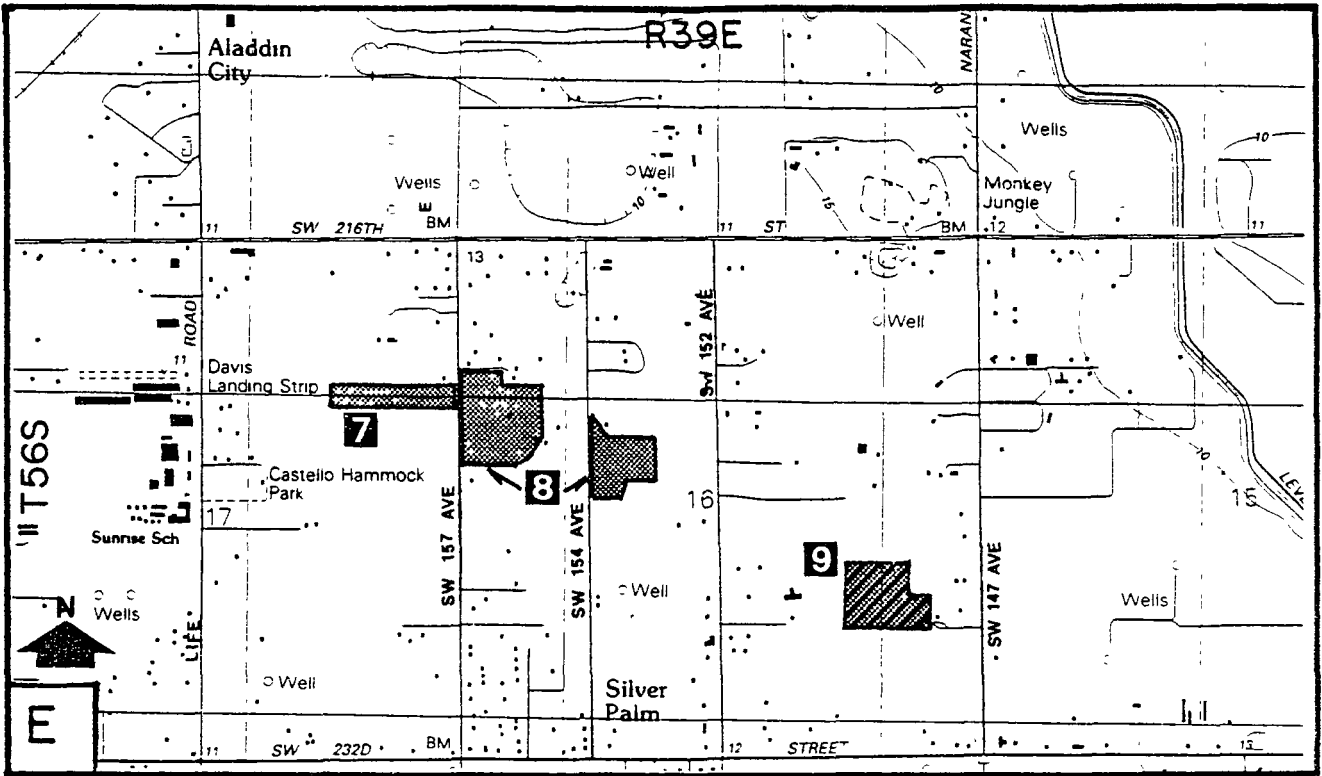 R39E
NARAN
Aladdin
City
10
Wells
10
Well
Wells
E
10
15
Monkey
Jungle
11
SW 216TH
BM
11
ST
BM
12
11
13
ROAD
SW 152 AVE
Well
11
Davis
Landing Strip
7
T56S
Castello Hammock
Park
8
10
LEVE
17
16
15
Sunrise Sch
SW 157 AVE
SW 154 AVE
9
SW 147 AVE
N
Wells
Well
Wells
LIFE
Well
Silver
Palm
E
11
SW 232D
BM
12
STREET
13